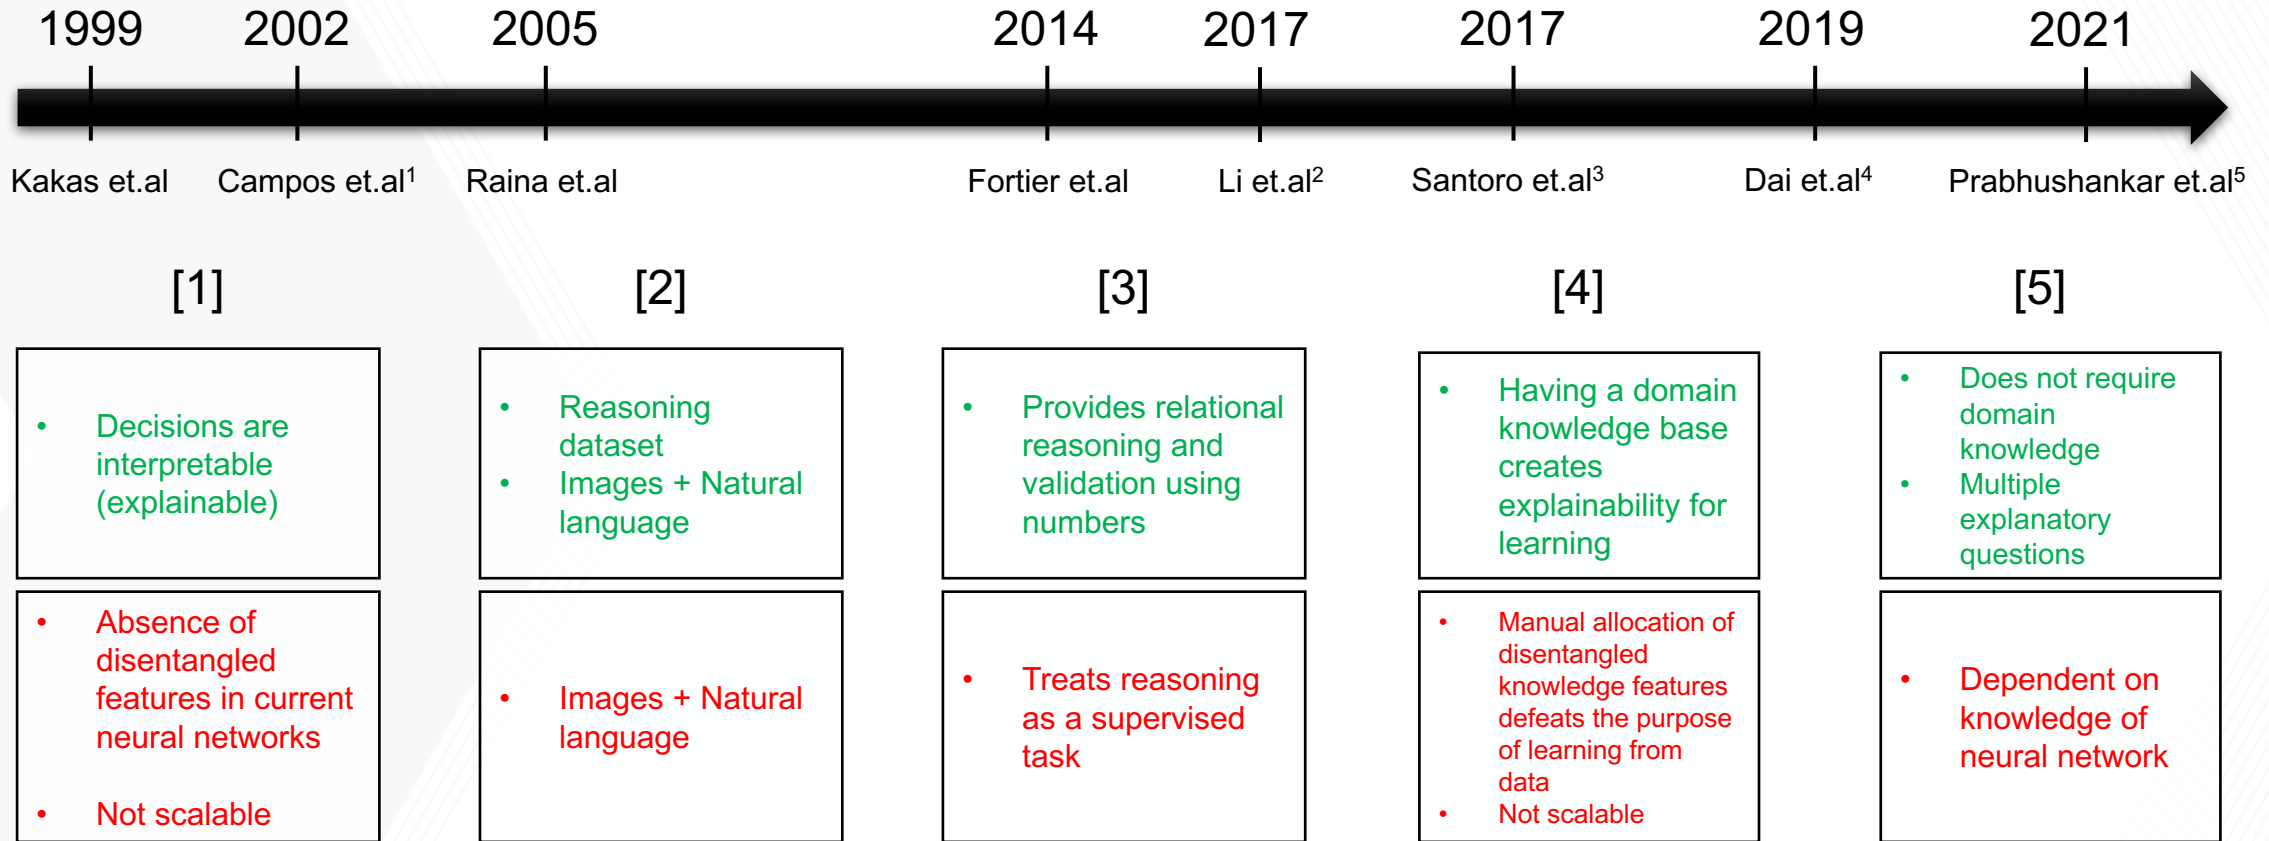 1999 2002 2005 2014 2017 2017 2019 2021
Kakas et.al Campos et.al¹ Raina et.al Fortier et.al Li et.al² Santoro et.al³ Dai et.al⁴ Prabhushankar et.al⁵
[1] [2] [3] [4] [5]
• Decisions are
interpretable
(explainable)
• Reasoning
dataset
• Images + Natural
language
• Provides relational
reasoning and
validation using
numbers
• Having a domain
knowledge base
creates
explainability for
learning
• Does not require
domain
knowledge
• Multiple
explanatory
questions
• Absence of
disentangled
features in current
neural networks
• Not scalable
• Images + Natural
language
• Treats reasoning
as a supervised
task
• Manual allocation of
disentangled
knowledge features
defeats the purpose
of learning from
data
• Not scalable
• Dependent on
knowledge of
neural network